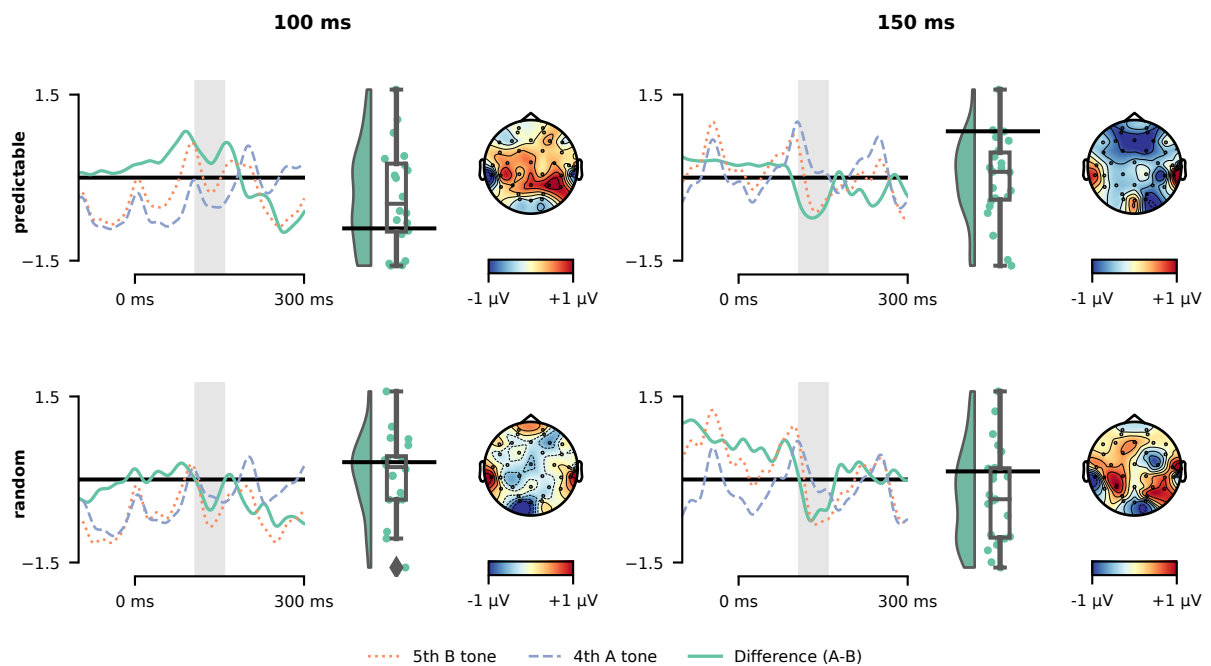 100 ms
150 ms
predictable
1.5
−1.5
0 ms
300 ms
-1 µV
+1 µV
1.5
−1.5
0 ms
300 ms
-1 µV
+1 µV
random
1.5
−1.5
0 ms
300 ms
-1 µV
+1 µV
1.5
−1.5
0 ms
300 ms
-1 µV
+1 µV
5th B tone
4th A tone
Difference (A-B)